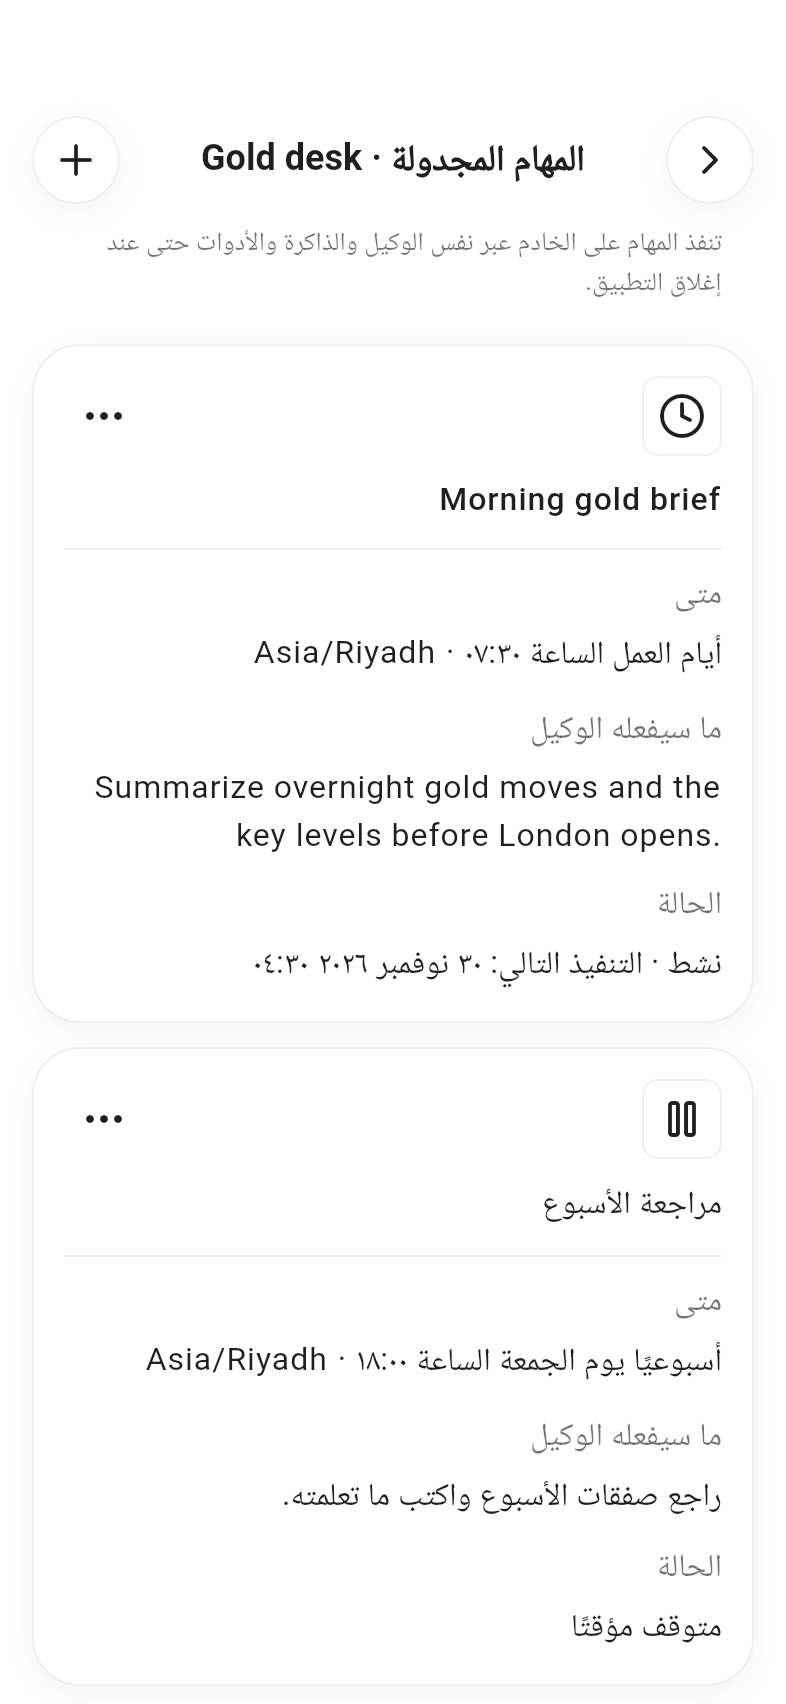 المهام المجدولة · Gold desk
تنفذ المهام على الخادم عبر نفس الوكيل والذاكرة والأدوات حتى عند
إغلاق التطبيق.
Morning gold brief
متى
أيام العمل الساعة ٠٧:٣٠ · Asia/Riyadh
ما سيفعله الوكيل
Summarize overnight gold moves and the
key levels before London opens.
الحالة
نشط · التنفيذ التالي: ٣٠ نوفمبر ٢٠٢٦ ٠٤:٣٠
مراجعة الأسبوع
متى
أسبوعيًا يوم الجمعة الساعة ١٨:٠٠ · Asia/Riyadh
ما سيفعله الوكيل
راجع صفقات الأسبوع واكتب ما تعلمته.
الحالة
متوقف مؤقتًا